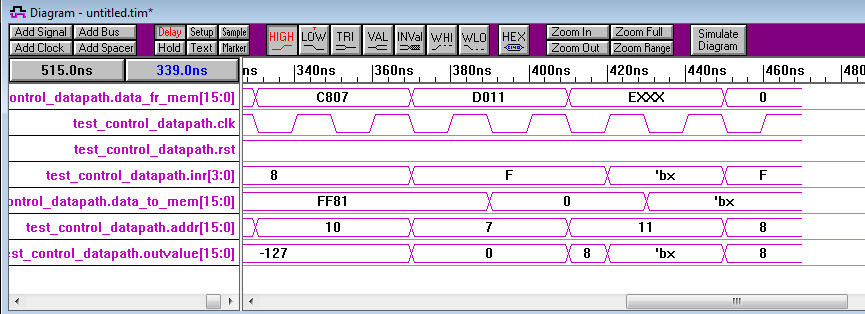 Diagram - untitled.tim*
Add Signal Add Bus Delay Setup Sample HIGH LOW TRI VAL INVal WHI WLO HEX Zoom In Zoom Full Simulate
Add Clock Add Spacer Hold Text Marker Zoom Out Zoom Range Diagram
515.0ns 339.0ns ns 340ns 360ns 380ns 400ns 420ns 440ns 460ns 480
ontrol_datapath.data_fr_mem[15:0] C807 D011 EXXX 0
test_control_datapath.clk
test_control_datapath.rst
test_control_datapath.inr[3:0] 8 F 'bx F
ontrol_datapath.data_to_mem[15:0] FF81 0 'bx
test_control_datapath.addr[15:0] 10 7 11 8
est_control_datapath.outvalue[15:0] -127 0 8 'bx 8